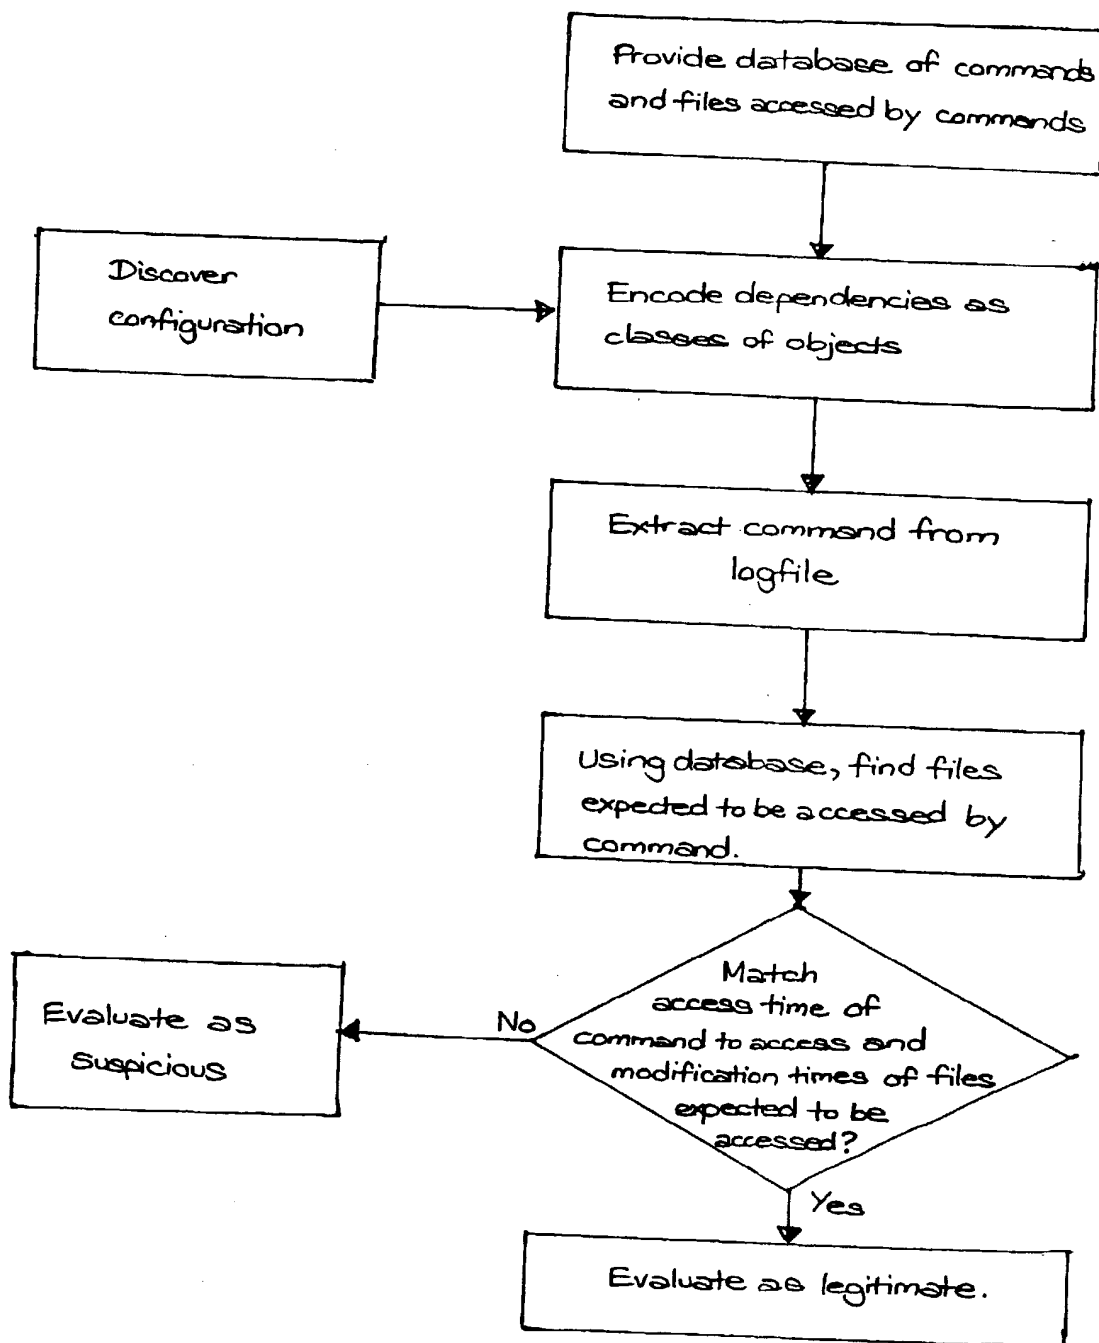 Provide database of commands
and files accessed by commands
Discover
configuration
Encode dependencies as
classes of objects
Extract command from
logfile
Using database, find files
expected to be accessed by
command.
Match
access time of
command to access and
modification times of files
expected to be
accessed?
No
Evaluate as
suspicious
Yes
Evaluate as legitimate.